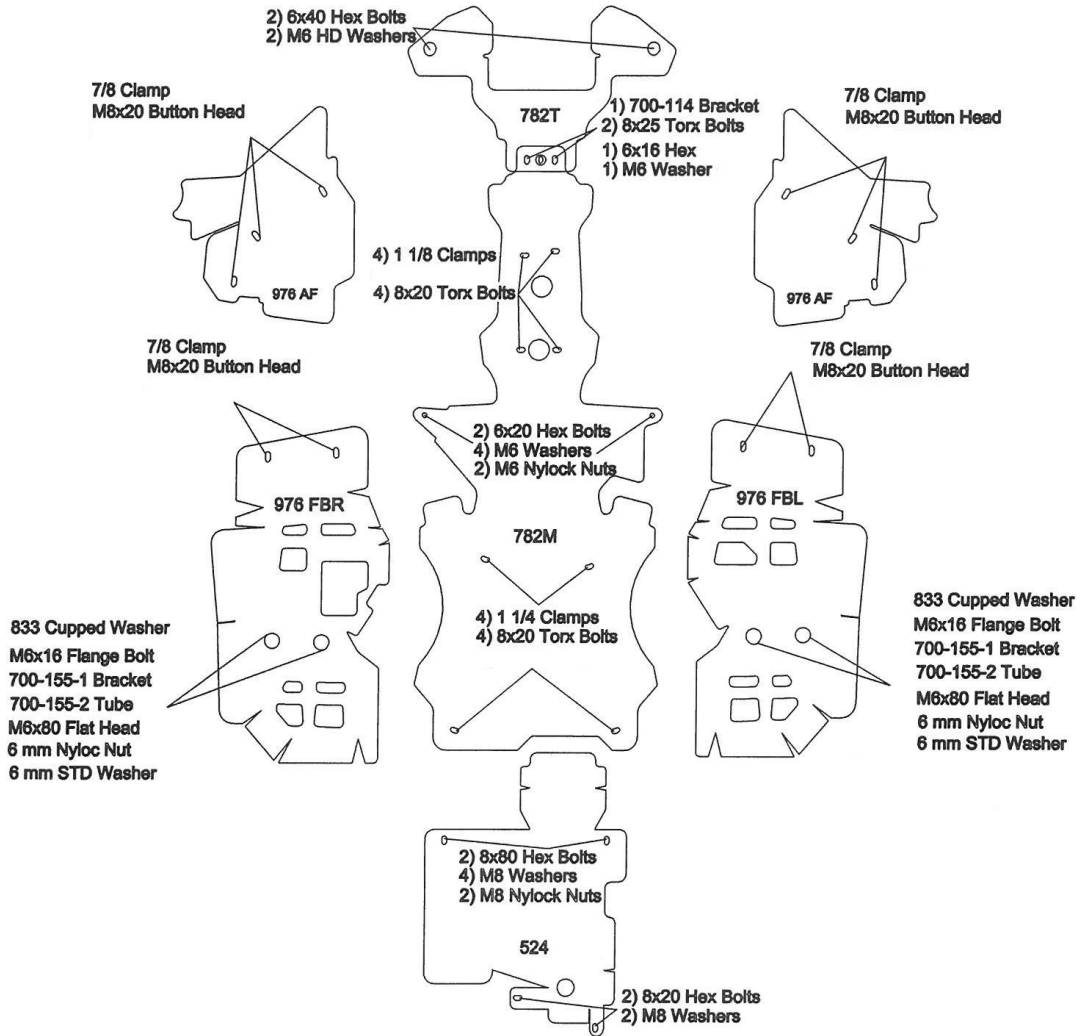 2) 6x40 Hex Bolts
2) M6 HD Washers
7/8 Clamp
M8x20 Button Head
782T
1) 700-114 Bracket
2) 8x25 Torx Bolts
1) 6x16 Hex
1) M6 Washer
7/8 Clamp
M8x20 Button Head
4) 1 1/8 Clamps
4) 8x20 Torx Bolts
976 AF
976 AF
7/8 Clamp
M8x20 Button Head
7/8 Clamp
M8x20 Button Head
2) 6x20 Hex Bolts
4) M6 Washers
2) M6 Nylock Nuts
976 FBR
976 FBL
782M
4) 1 1/4 Clamps
4) 8x20 Torx Bolts
833 Cupped Washer
M6x16 Flange Bolt
700-155-1 Bracket
700-155-2 Tube
M6x80 Flat Head
6 mm Nyloc Nut
6 mm STD Washer
833 Cupped Washer
M6x16 Flange Bolt
700-155-1 Bracket
700-155-2 Tube
M6x80 Flat Head
6 mm Nyloc Nut
6 mm STD Washer
2) 8x80 Hex Bolts
4) M8 Washers
2) M8 Nylock Nuts
524
2) 8x20 Hex Bolts
2) M8 Washers